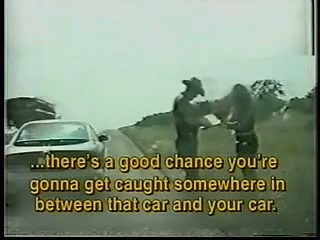 ...there's a good chance you're
gonna get caught somewhere in
between that car and your car.